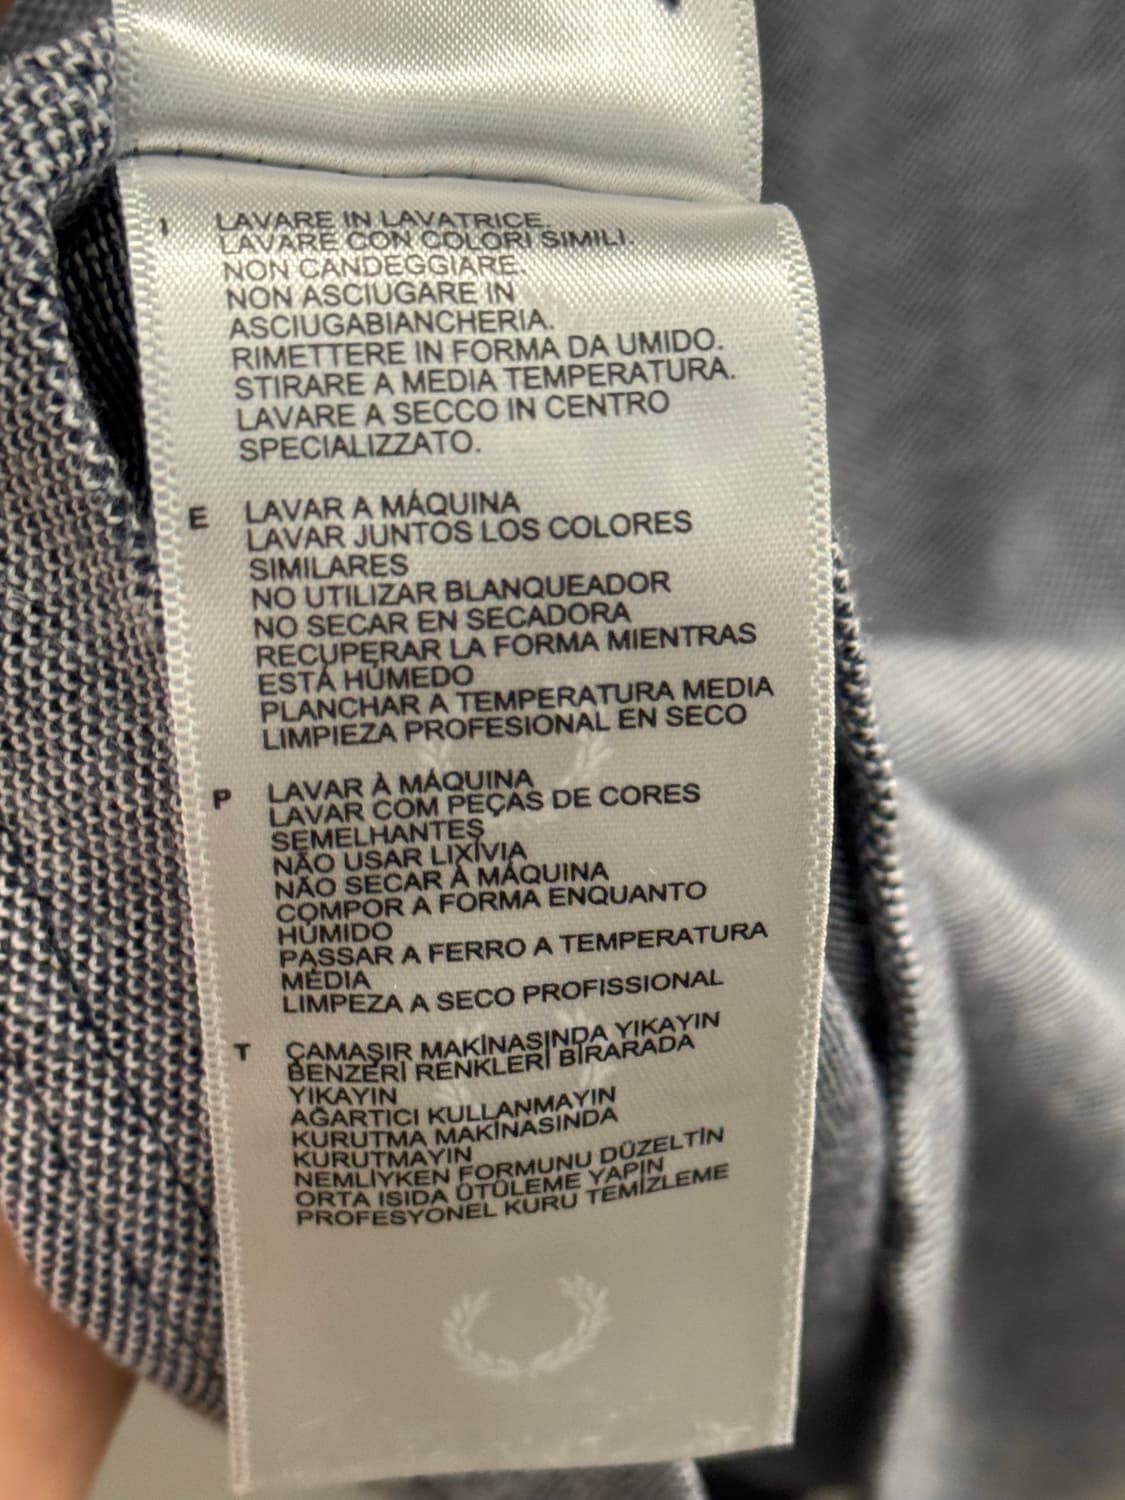 I LAVARE IN LAVATRICE.
LAVARE CON COLORI SIMILI.
NON CANDEGGIARE.
NON ASCIUGARE IN
ASCIUGABIANCHERIA.
RIMETTERE IN FORMA DA UMIDO.
STIRARE A MEDIA TEMPERATURA.
LAVARE A SECCO IN CENTRO
SPECIALIZZATO.
E LAVAR A MÁQUINA
LAVAR JUNTOS LOS COLORES
SIMILARES
NO UTILIZAR BLANQUEADOR
NO SECAR EN SECADORA
RECUPERAR LA FORMA MIENTRAS
ESTÁ HÚMEDO
PLANCHAR A TEMPERATURA MEDIA
LIMPIEZA PROFESIONAL EN SECO
P LAVAR À MÁQUINA
LAVAR COM PEÇAS DE CORES
SEMELHANTES
NÃO USAR LIXÍVIA
NÃO SECAR À MÁQUINA
COMPOR A FORMA ENQUANTO
HÚMIDO
PASSAR A FERRO A TEMPERATURA
MÉDIA
LIMPEZA A SECO PROFISSIONAL
T ÇAMAŞIR MAKİNASINDA YIKAYIN
BENZERİ RENKLERİ BİRARADA
YIKAYIN
AĞARTICI KULLANMAYIN
KURUTMA MAKİNASINDA
KURUTMAYIN
NEMLİYKEN FORMUNU DÜZELTİN
ORTA ISIDA ÜTÜLEME YAPIN
PROFESYONEL KURU TEMİZLEME